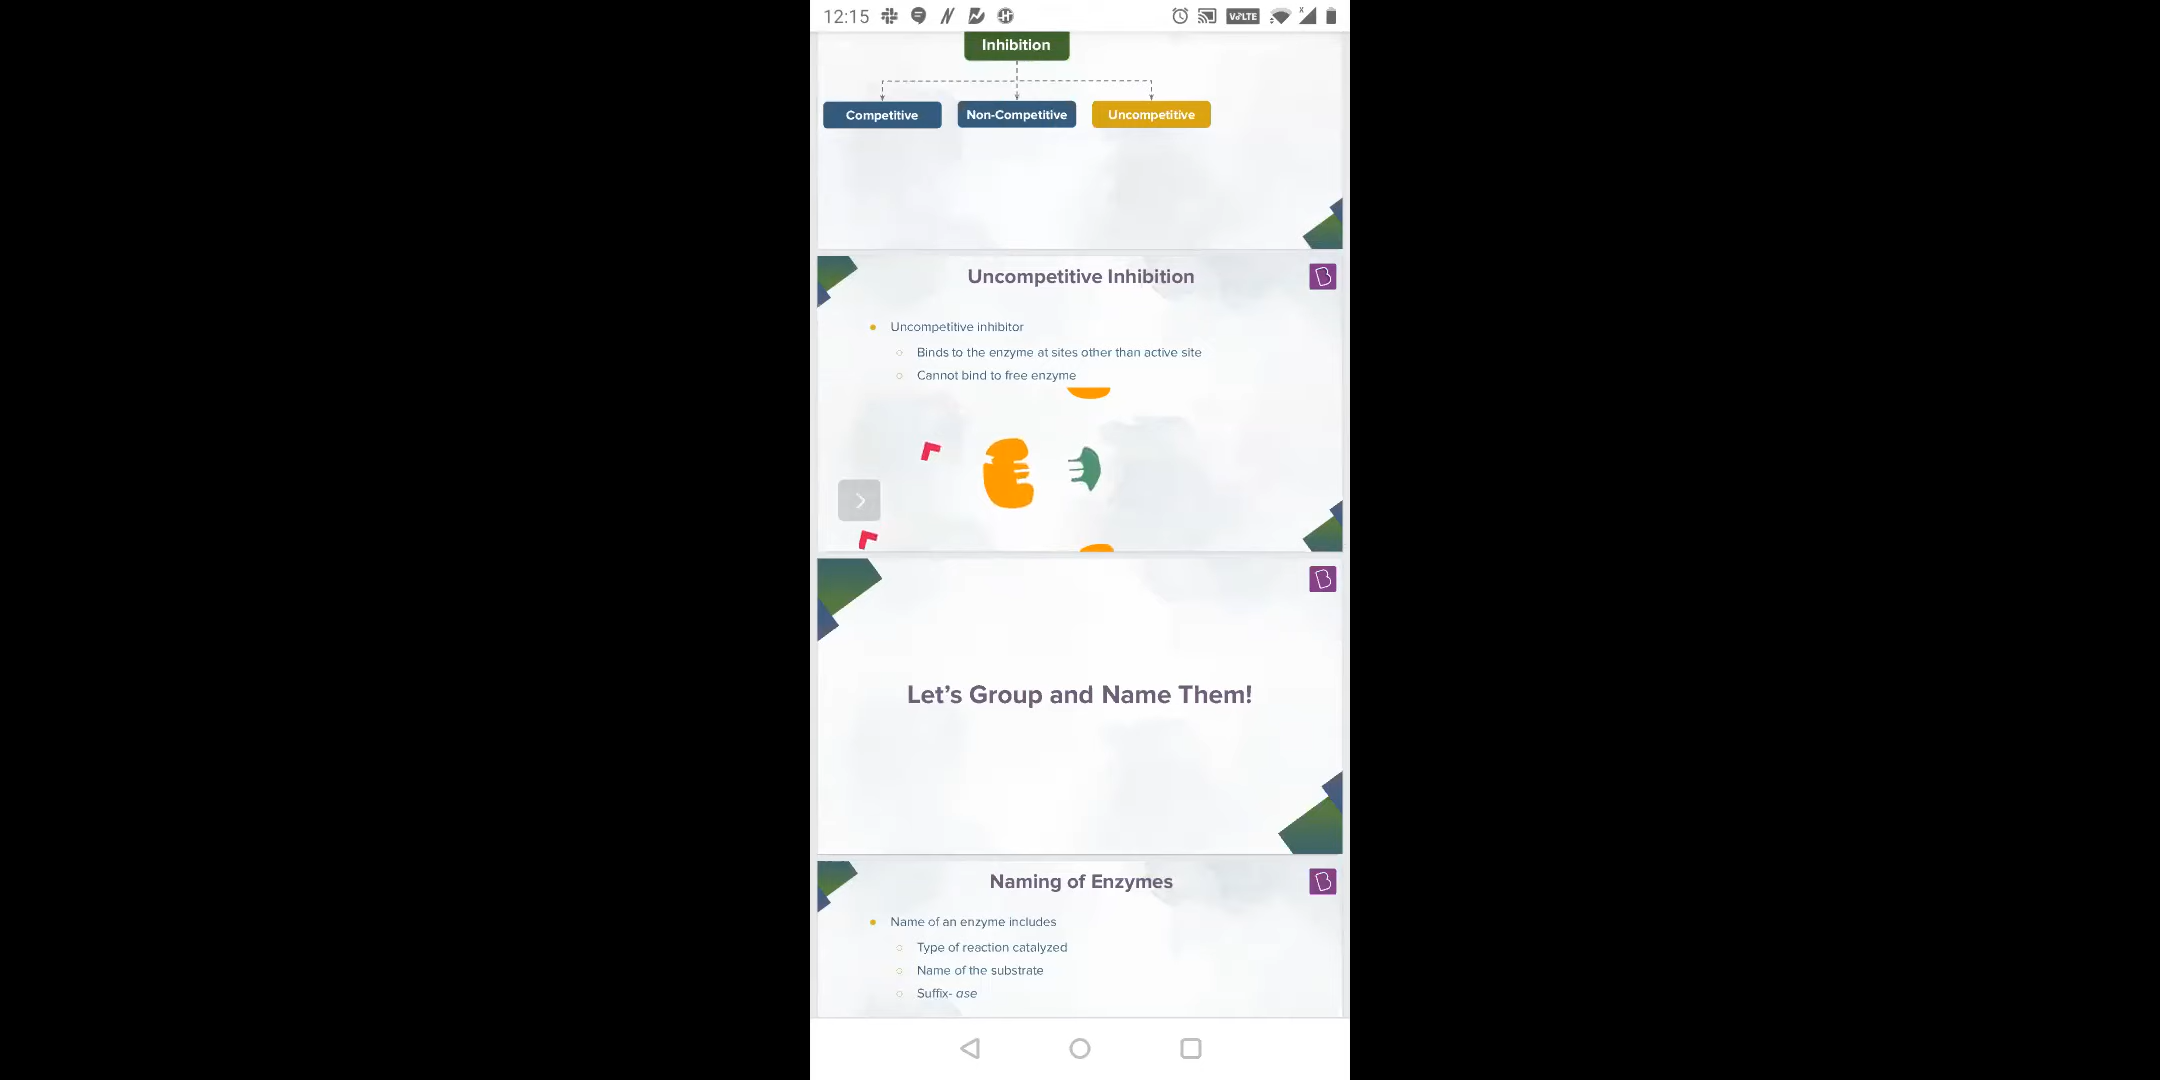 12:15
VoLTE
Inhibition
Competitive
Non-Competitive
Uncompetitive
Uncompetitive Inhibition
Uncompetitive inhibitor
Binds to the enzyme at sites other than active site
Cannot bind to free enzyme
Let's Group and Name Them!
Naming of Enzymes
Name of an enzyme includes
Type of reaction catalyzed
Name of the substrate
Suffix- ase